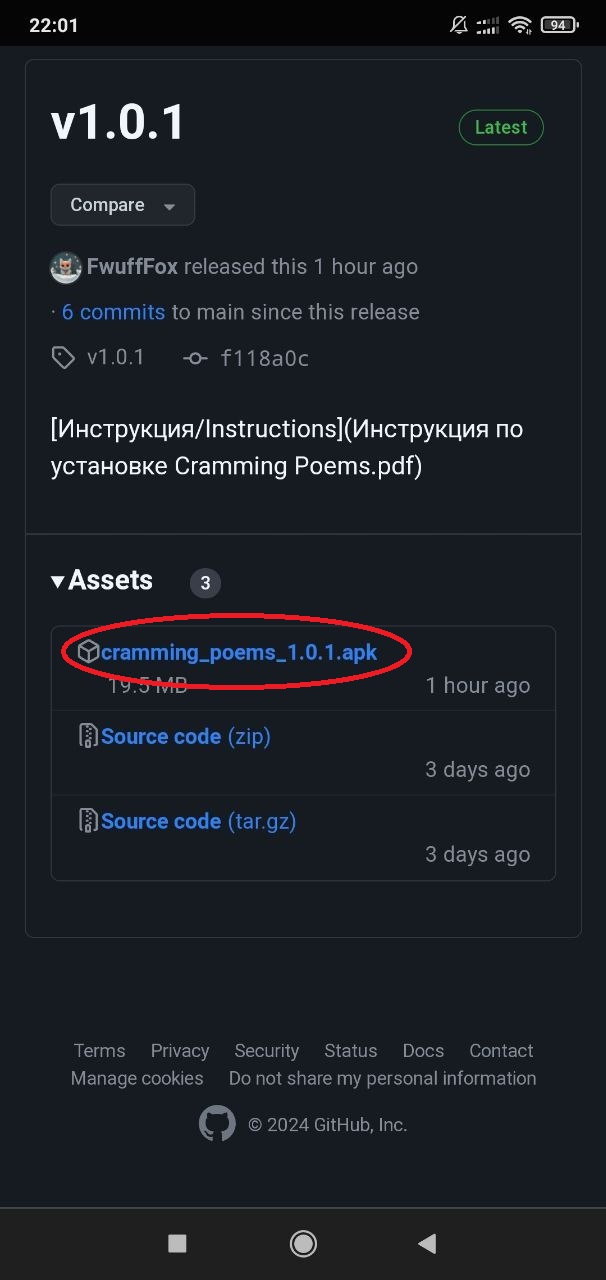 22:01
94
v1.0.1
Latest
Compare
FwuffFox released this 1 hour ago
· 6 commits to main since this release
v1.0.1 f118a0c
[Инструкция/Instructions](Инструкция по
установке Cramming Poems.pdf)
Assets 3
cramming_poems_1.0.1.apk
19.5 MB 1 hour ago
Source code (zip)
3 days ago
Source code (tar.gz)
3 days ago
Terms Privacy Security Status Docs Contact
Manage cookies Do not share my personal information
© 2024 GitHub, Inc.